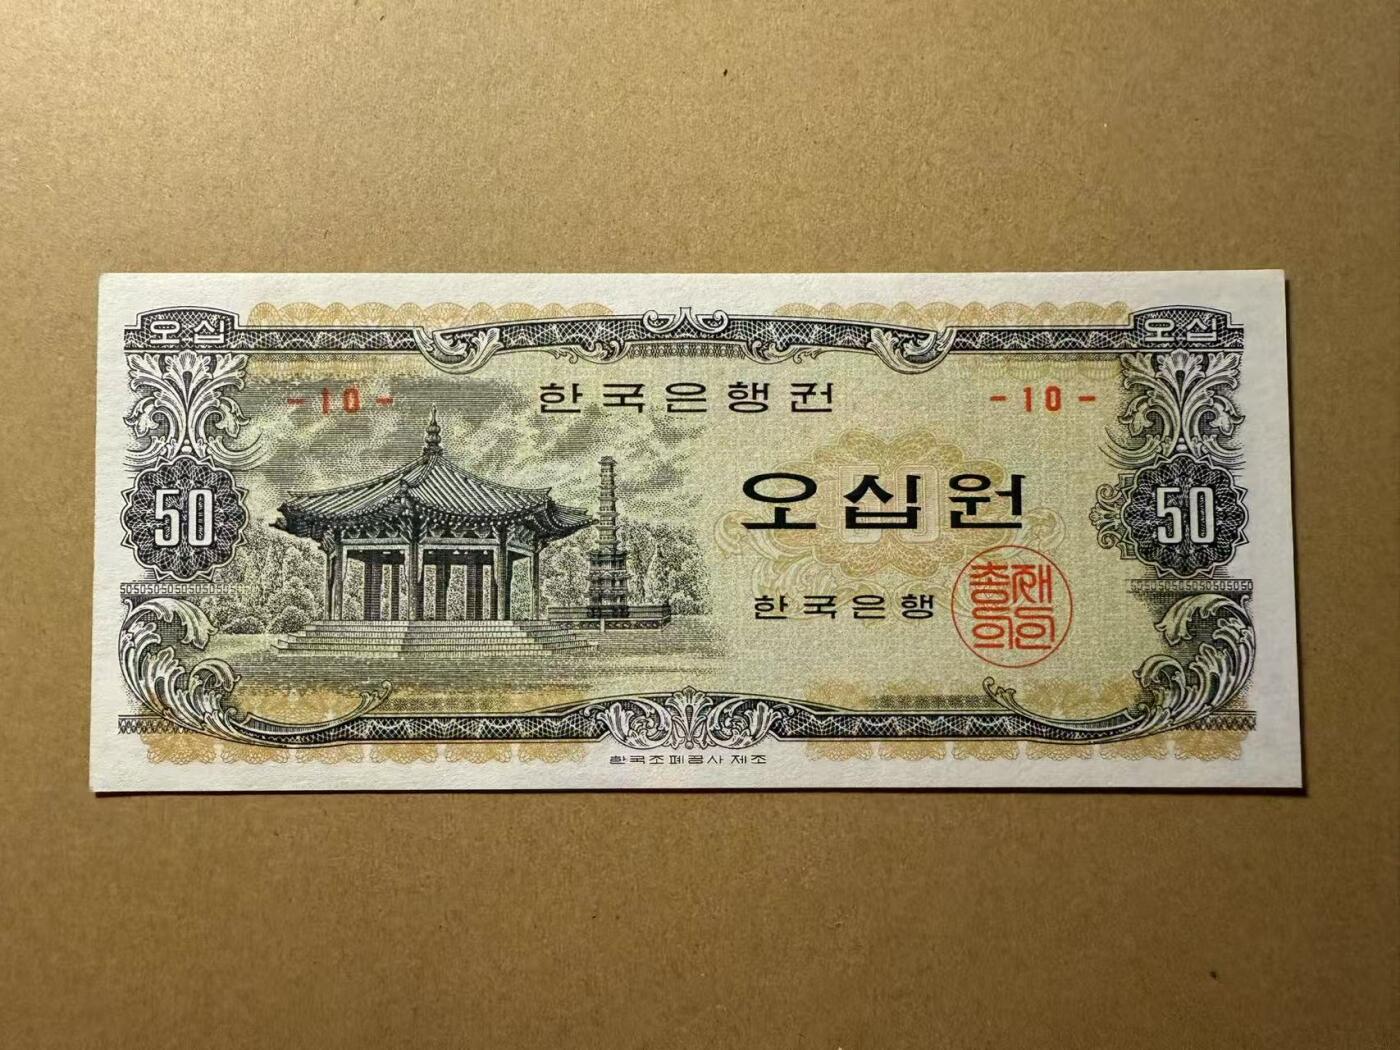 오십 오십
- 10 - 한국은행권 - 10 -
오십원
50 50
한국은행
총재의인
한국조폐공사 제조